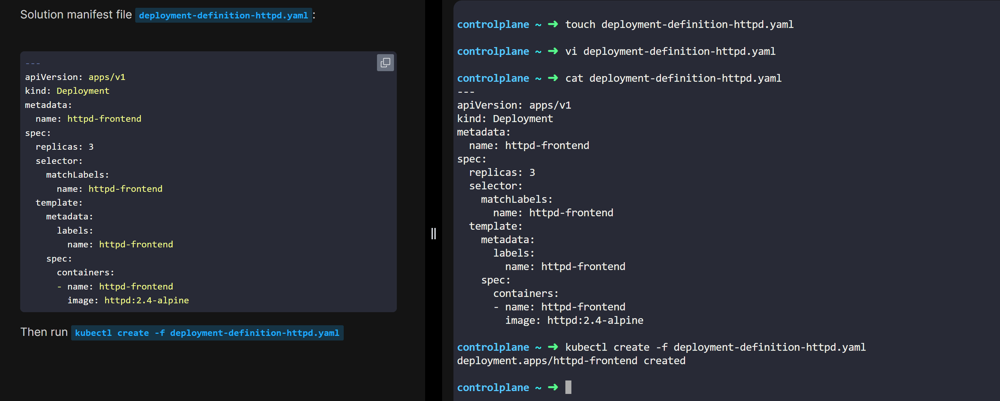 Solution manifest file deployment-definition-httpd.yaml:
---
apiVersion: apps/v1
kind: Deployment
metadata:
  name: httpd-frontend
spec:
  replicas: 3
  selector:
    matchLabels:
      name: httpd-frontend
  template:
    metadata:
      labels:
        name: httpd-frontend
    spec:
      containers:
      - name: httpd-frontend
        image: httpd:2.4-alpine
Then run kubectl create -f deployment-definition-httpd.yaml
controlplane ~ ➜ touch deployment-definition-httpd.yaml
controlplane ~ ➜ vi deployment-definition-httpd.yaml
controlplane ~ ➜ cat deployment-definition-httpd.yaml
---
apiVersion: apps/v1
kind: Deployment
metadata:
  name: httpd-frontend
spec:
  replicas: 3
  selector:
    matchLabels:
      name: httpd-frontend
  template:
    metadata:
      labels:
        name: httpd-frontend
    spec:
      containers:
      - name: httpd-frontend
        image: httpd:2.4-alpine
controlplane ~ ➜ kubectl create -f deployment-definition-httpd.yaml
deployment.apps/httpd-frontend created
controlplane ~ ➜